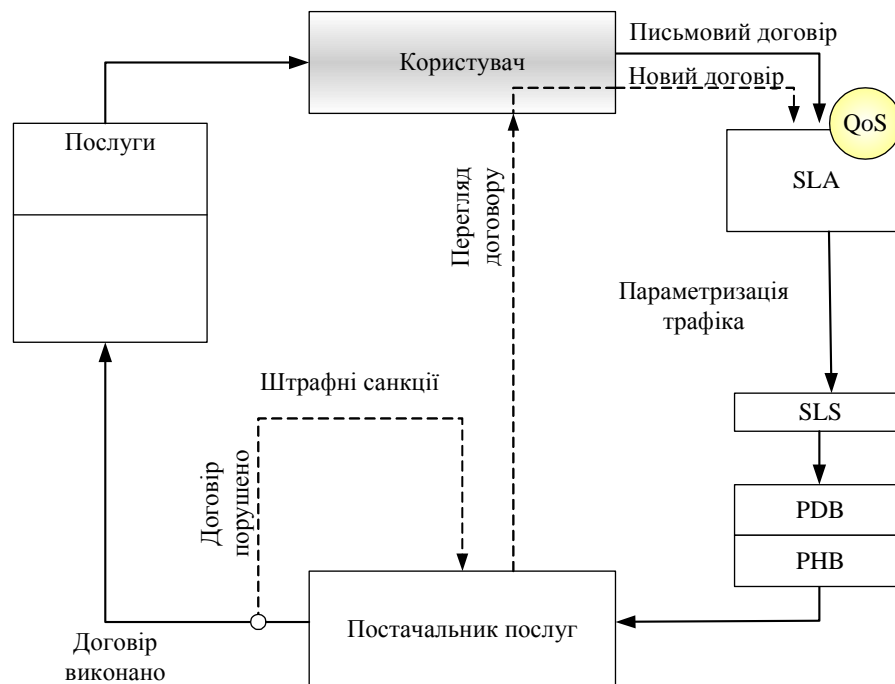 Користувач
Письмовий договір
Новий договір
QoS
Послуги
SLA
Перегляд
договору
Параметризація
трафіка
Штрафні санкції
SLS
Договір
порушено
PDB
PHB
Постачальник послуг
Договір
виконано